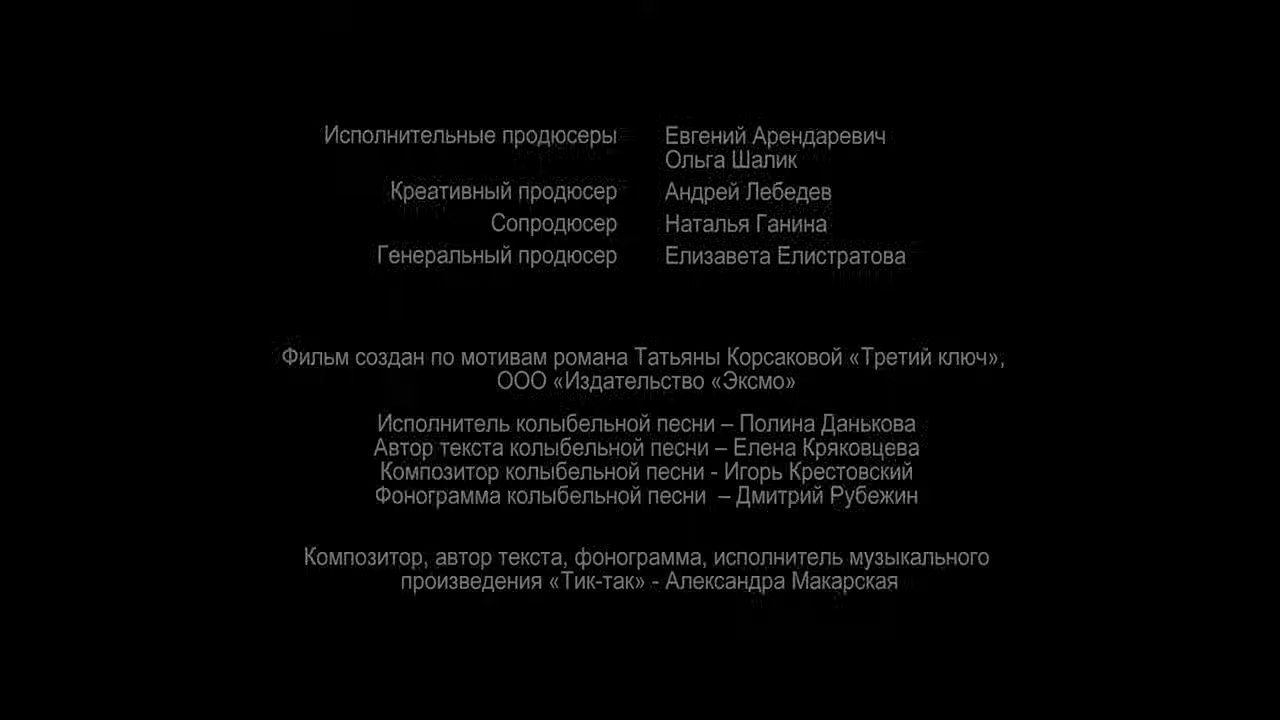 Исполнительные продюсеры Евгений Арендаревич
Ольга Шалик
Креативный продюсер Андрей Лебедев
Сопродюсер Наталья Ганина
Генеральный продюсер Елизавета Елистратова
Фильм создан по мотивам романа Татьяны Корсаковой «Третий ключ»,
ООО «Издательство «Эксмо»
Исполнитель колыбельной песни – Полина Данькова
Автор текста колыбельной песни – Елена Кряковцева
Композитор колыбельной песни - Игорь Крестовский
Фонограмма колыбельной песни – Дмитрий Рубежин
Композитор, автор текста, фонограмма, исполнитель музыкального
произведения «Тик-так» - Александра Макарская